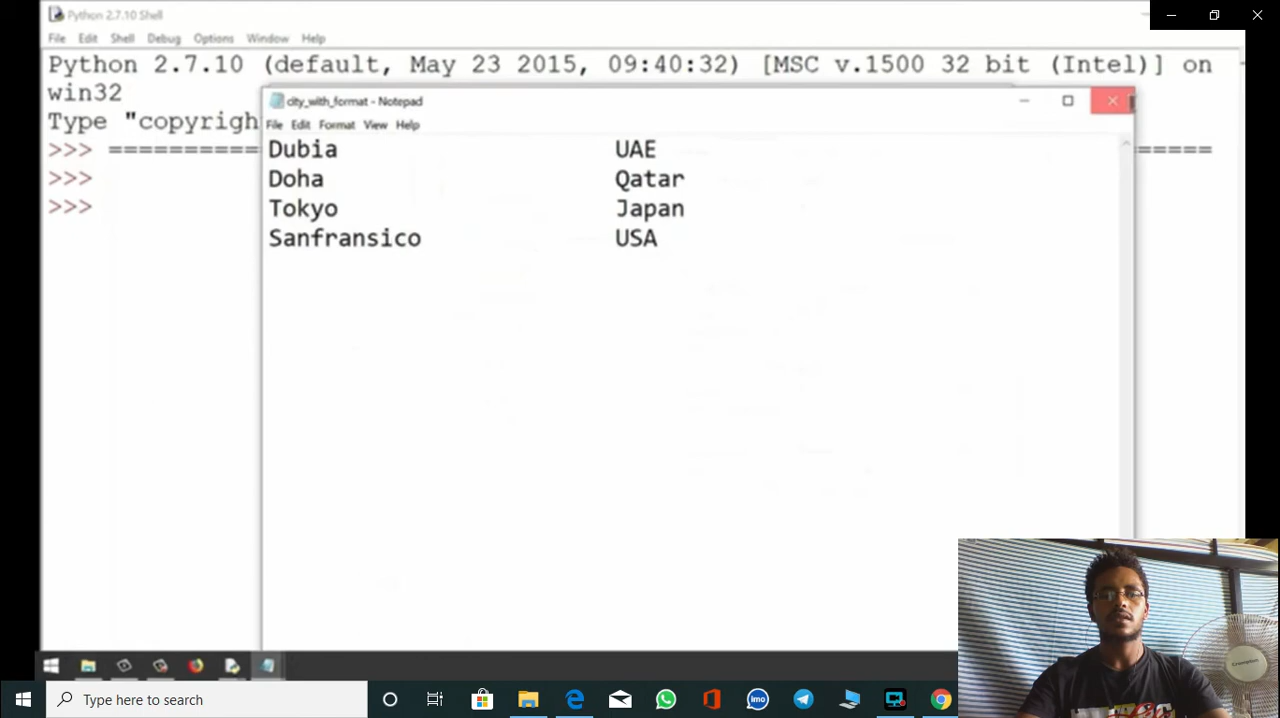 Python 2.7.10 Shell
File Edit Shell Debug Options Window Help
Python 2.7.10 (default, May 23 2015, 09:40:32) [MSC v.1500 32 bit (Intel)] on
win32
Type "copyrigh
>>> ==========
======
>>>
>>>
city_with_format - Notepad
File Edit Format View Help
Dubia UAE
Doha Qatar
Tokyo Japan
Sanfransico USA
Type here to search
imo